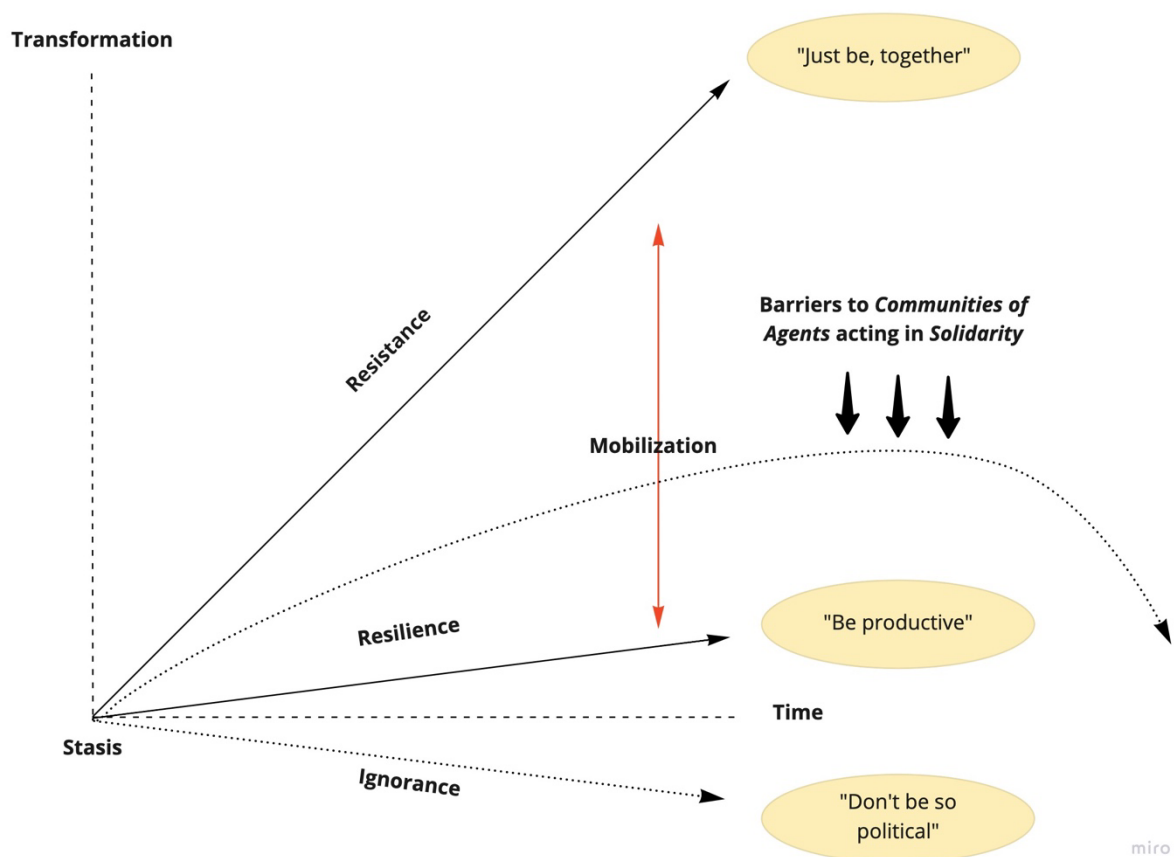 Transformation
"Just be, together"
Resistance
Barriers to Communities of
Agents acting in Solidarity
Mobilization
Resilience
"Be productive"
Time
Stasis
Ignorance
"Don't be so
political"
miro